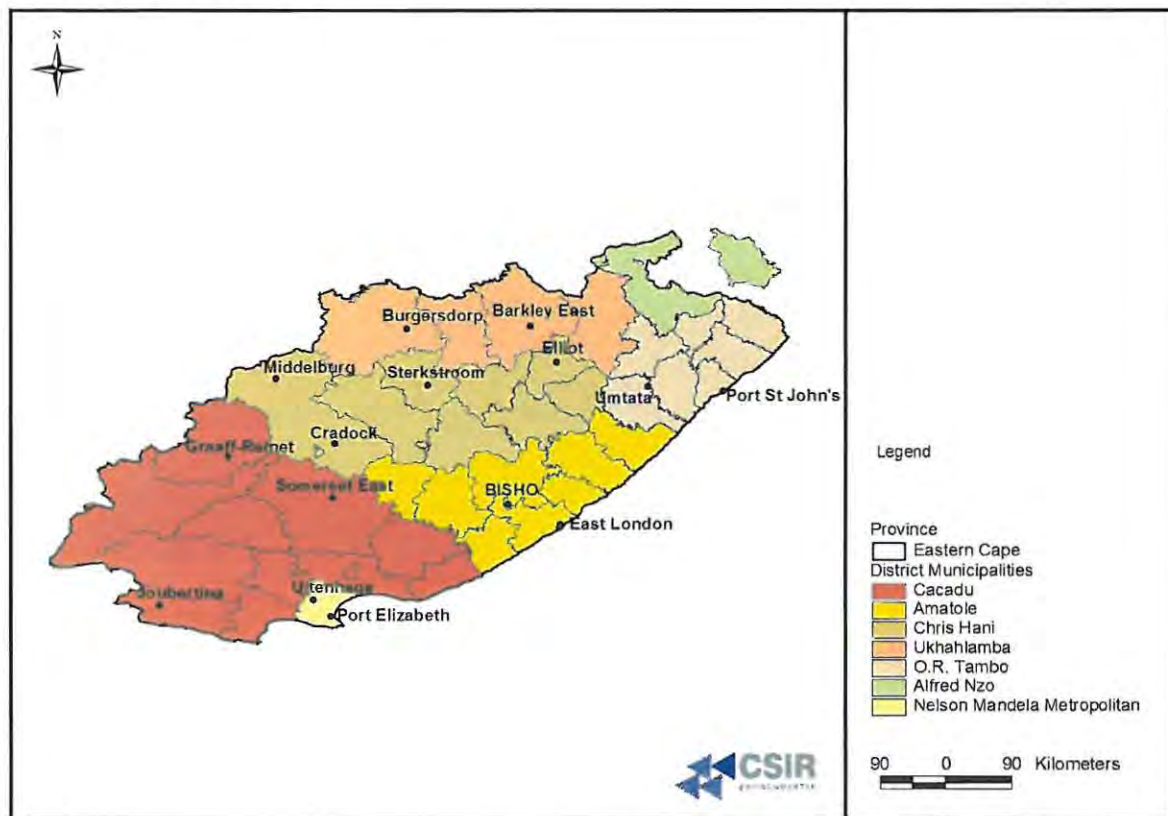 N
Burgersdorp
Barkley East
Elliot
Middelburg
Sterkstroom
Umtata
Port St John's
Cradock
Graaff-Reinet
Somerset East
BISHO
East London
Uitenhage
Joubertina
Port Elizabeth
Legend
Province
Eastern Cape
District Municipalities
Cacadu
Amatole
Chris Hani
Ukhahlamba
O.R. Tambo
Alfred Nzo
Nelson Mandela Metropolitan
90 0 90 Kilometers
CSIR